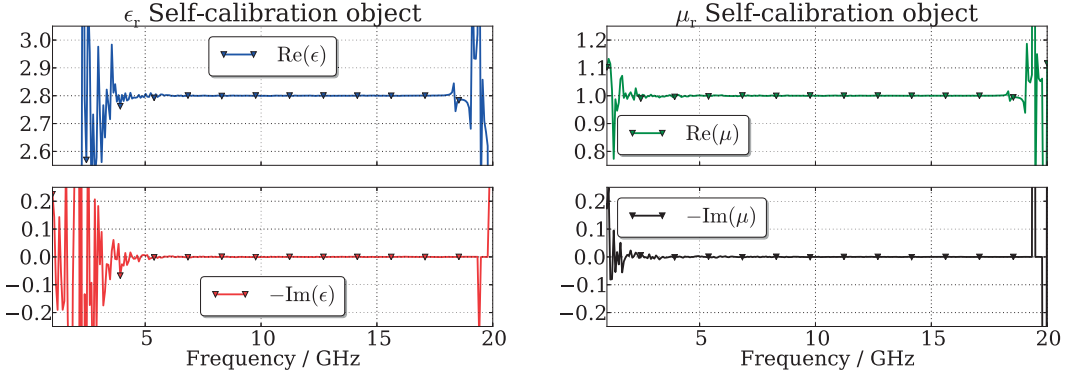 ϵr Self-calibration object
3.0
2.9
2.8
2.7
2.6
Re(ϵ)
0.2
0.1
0.0
−0.1
−0.2
−Im(ϵ)
5 10 15 20
Frequency / GHz
μr Self-calibration object
1.2
1.1
1.0
0.9
0.8
Re(μ)
0.2
0.1
0.0
−0.1
−0.2
−Im(μ)
5 10 15 20
Frequency / GHz